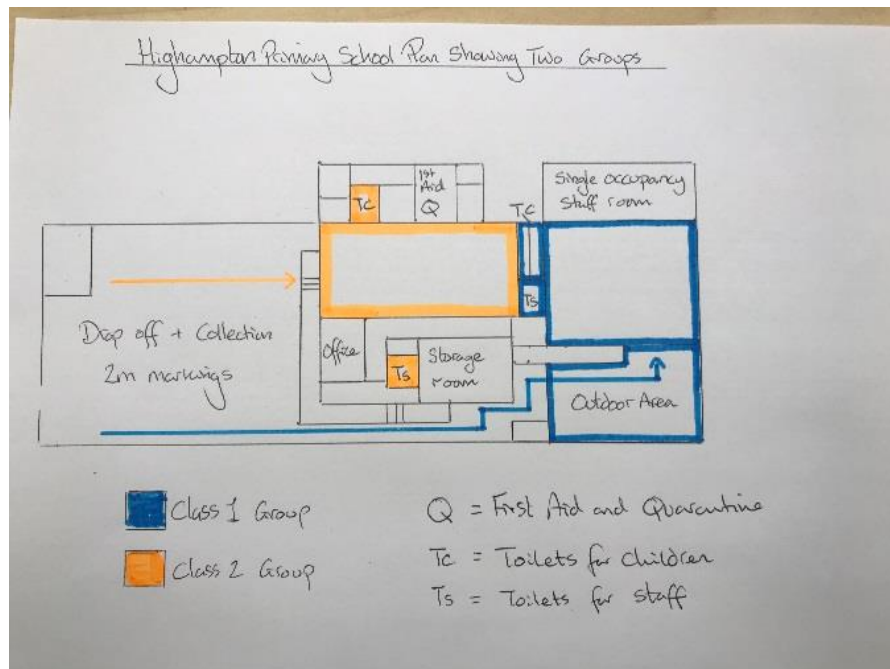 Highampton Primary School Plan Showing Two Groups
1st
Aid
Q
Tc
Tc
Single occupancy
staff room
Ts
Drop off + Collection
2m markings
Office
Ts
Storage
room
Outdoor Area
Class 1 Group
Class 2 Group
Q = First Aid and Quarantine
Tc = Toilets for children
Ts = Toilets for staff